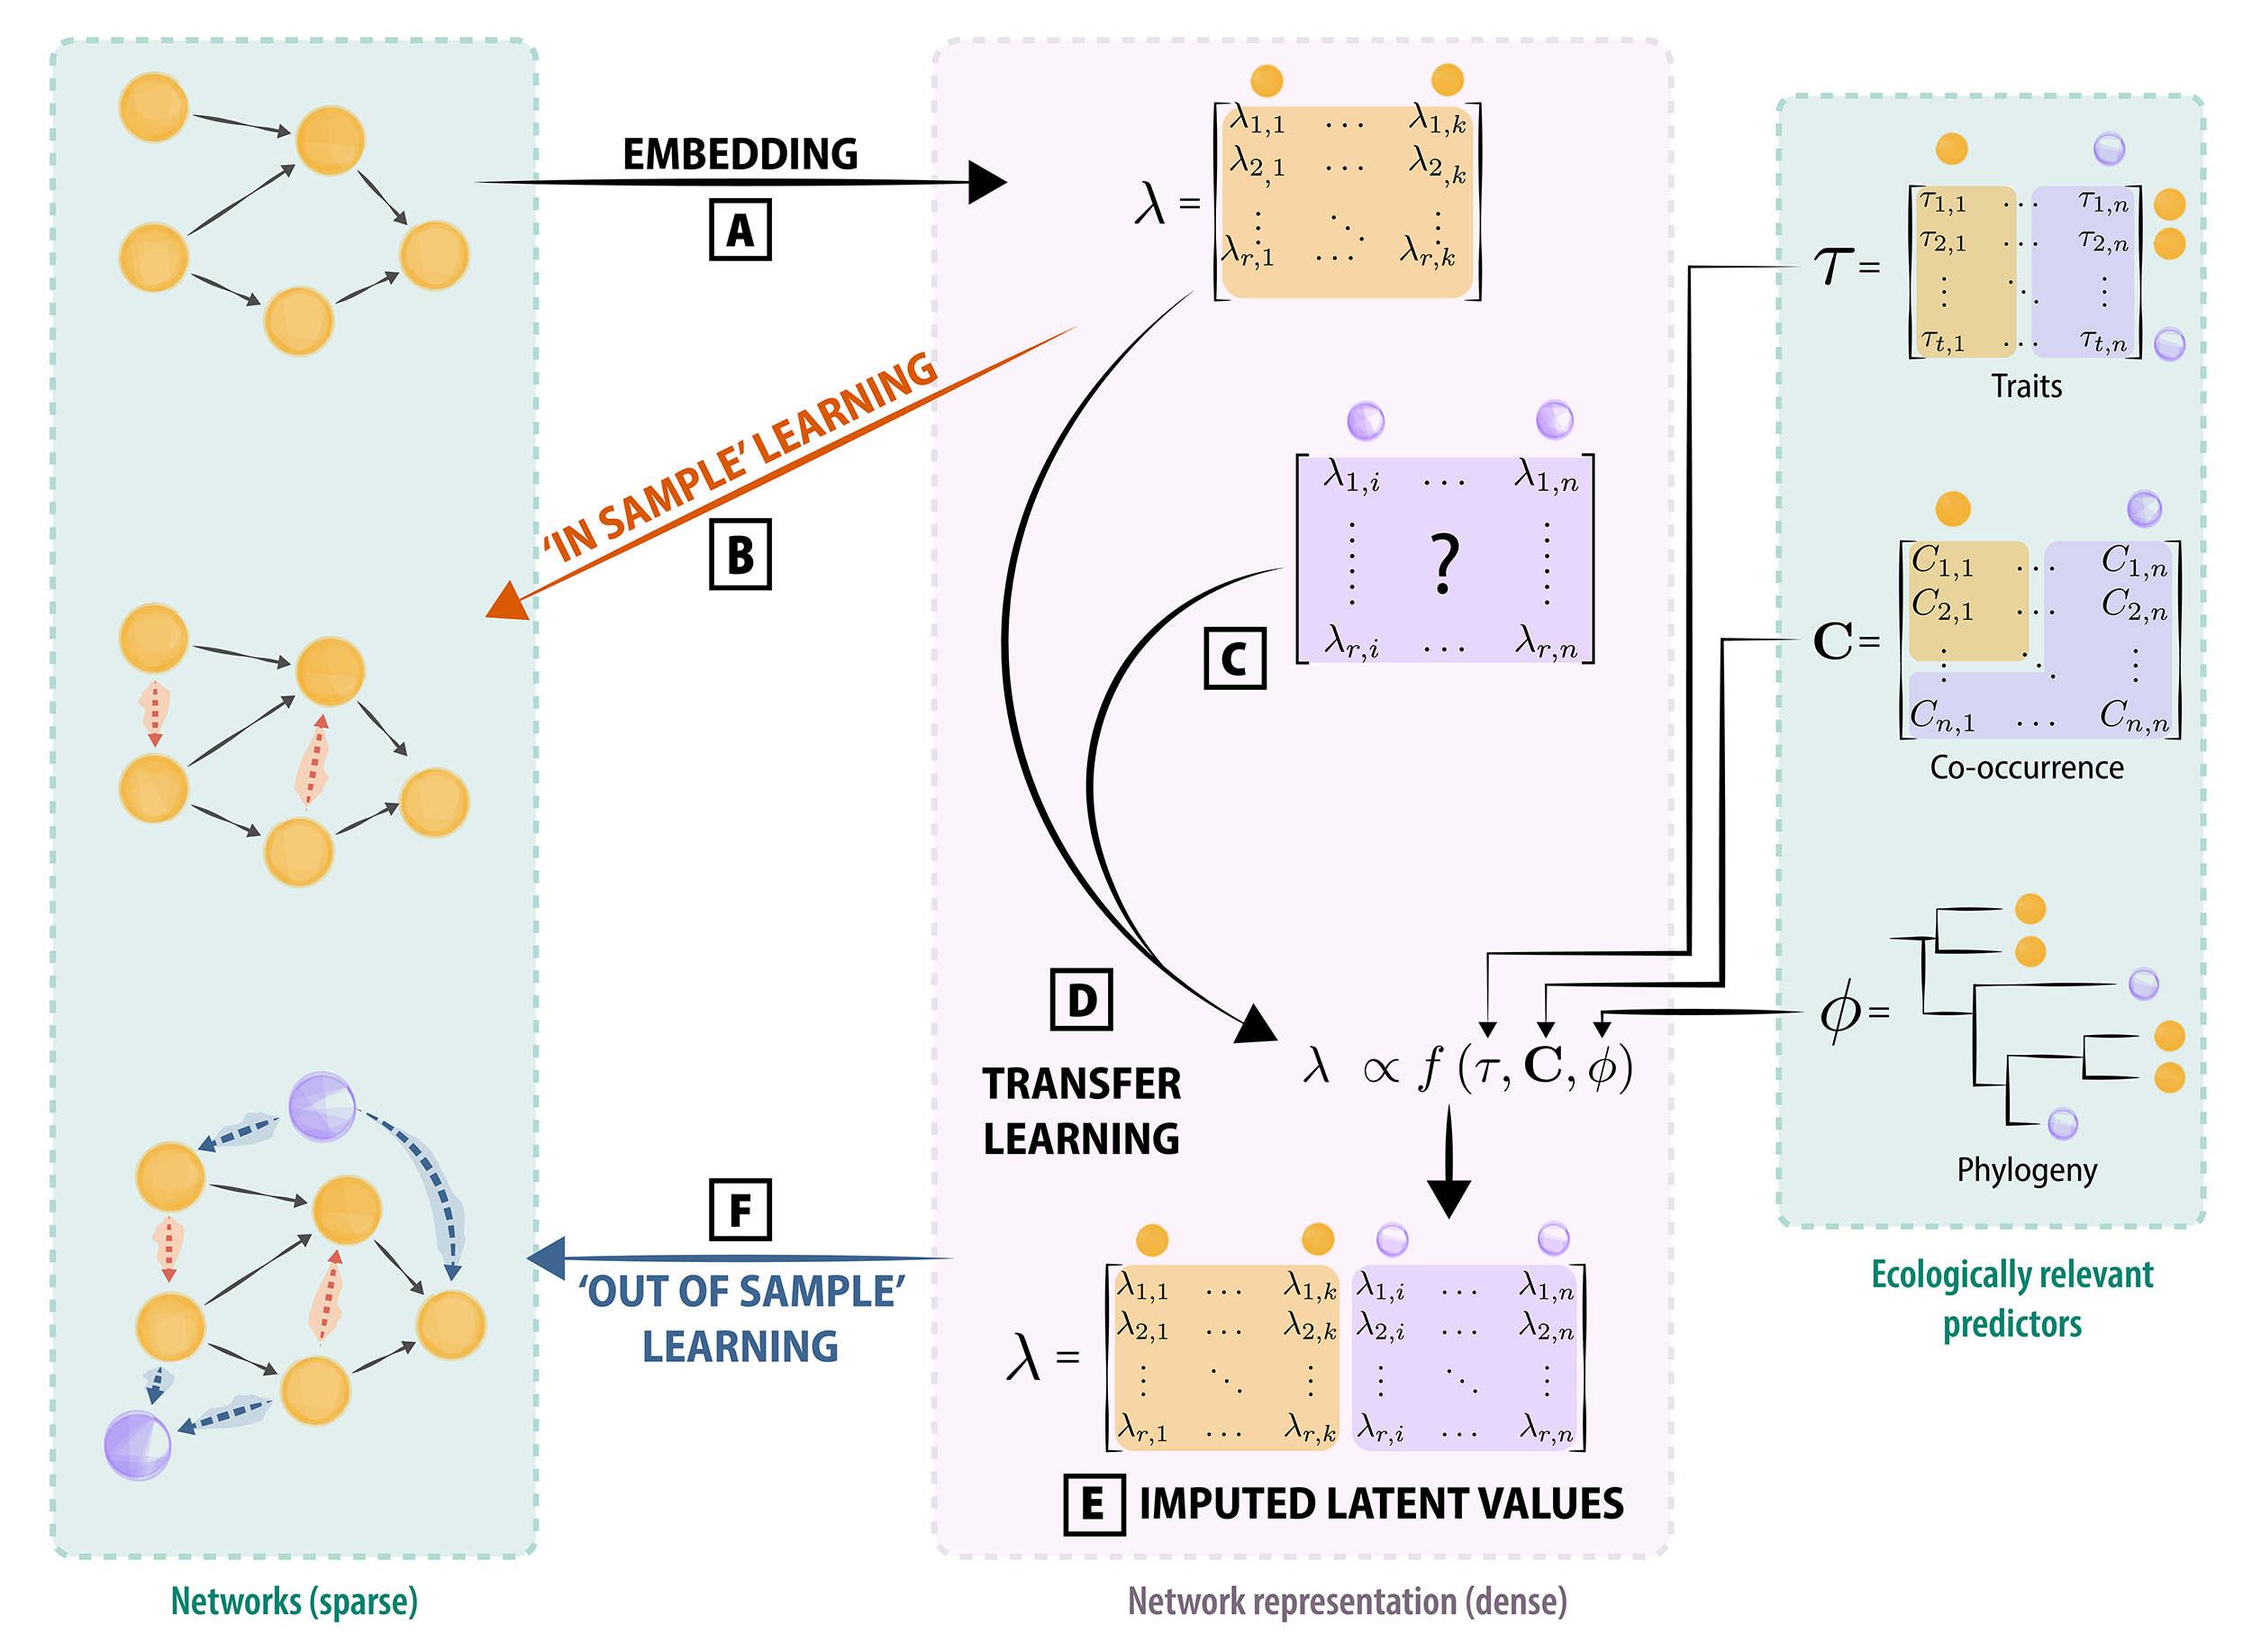 EMBEDDING
A
λ =
λ1,1 ... λ1,k
λ2,1 ... λ2,k
⋮ ⋱ ⋮
λr,1 ... λr,k
‘IN SAMPLE’ LEARNING
B
λ1,i ... λ1,n
?
λr,i ... λr,n
C
D
TRANSFER
LEARNING
λ ∝ f (τ, C, ϕ)
F
‘OUT OF SAMPLE’
LEARNING
λ =
λ1,1 ... λ1,k λ1,i ... λ1,n
λ2,1 ... λ2,k λ2,i ... λ2,n
⋮ ⋱ ⋮ ⋮ ⋱ ⋮
λr,1 ... λr,k λr,i ... λr,n
E IMPUTED LATENT VALUES
τ =
τ1,1 ... τ1,n
τ2,1 ... τ2,n
⋮ ⋱ ⋮
τt,1 ... τt,n
Traits
C =
C1,1 ... C1,n
C2,1 ... C2,n
⋮ ⋱ ⋮
Cn,1 ... Cn,n
Co-occurrence
ϕ =
Phylogeny
Ecologically relevant
predictors
Networks (sparse)
Network representation (dense)